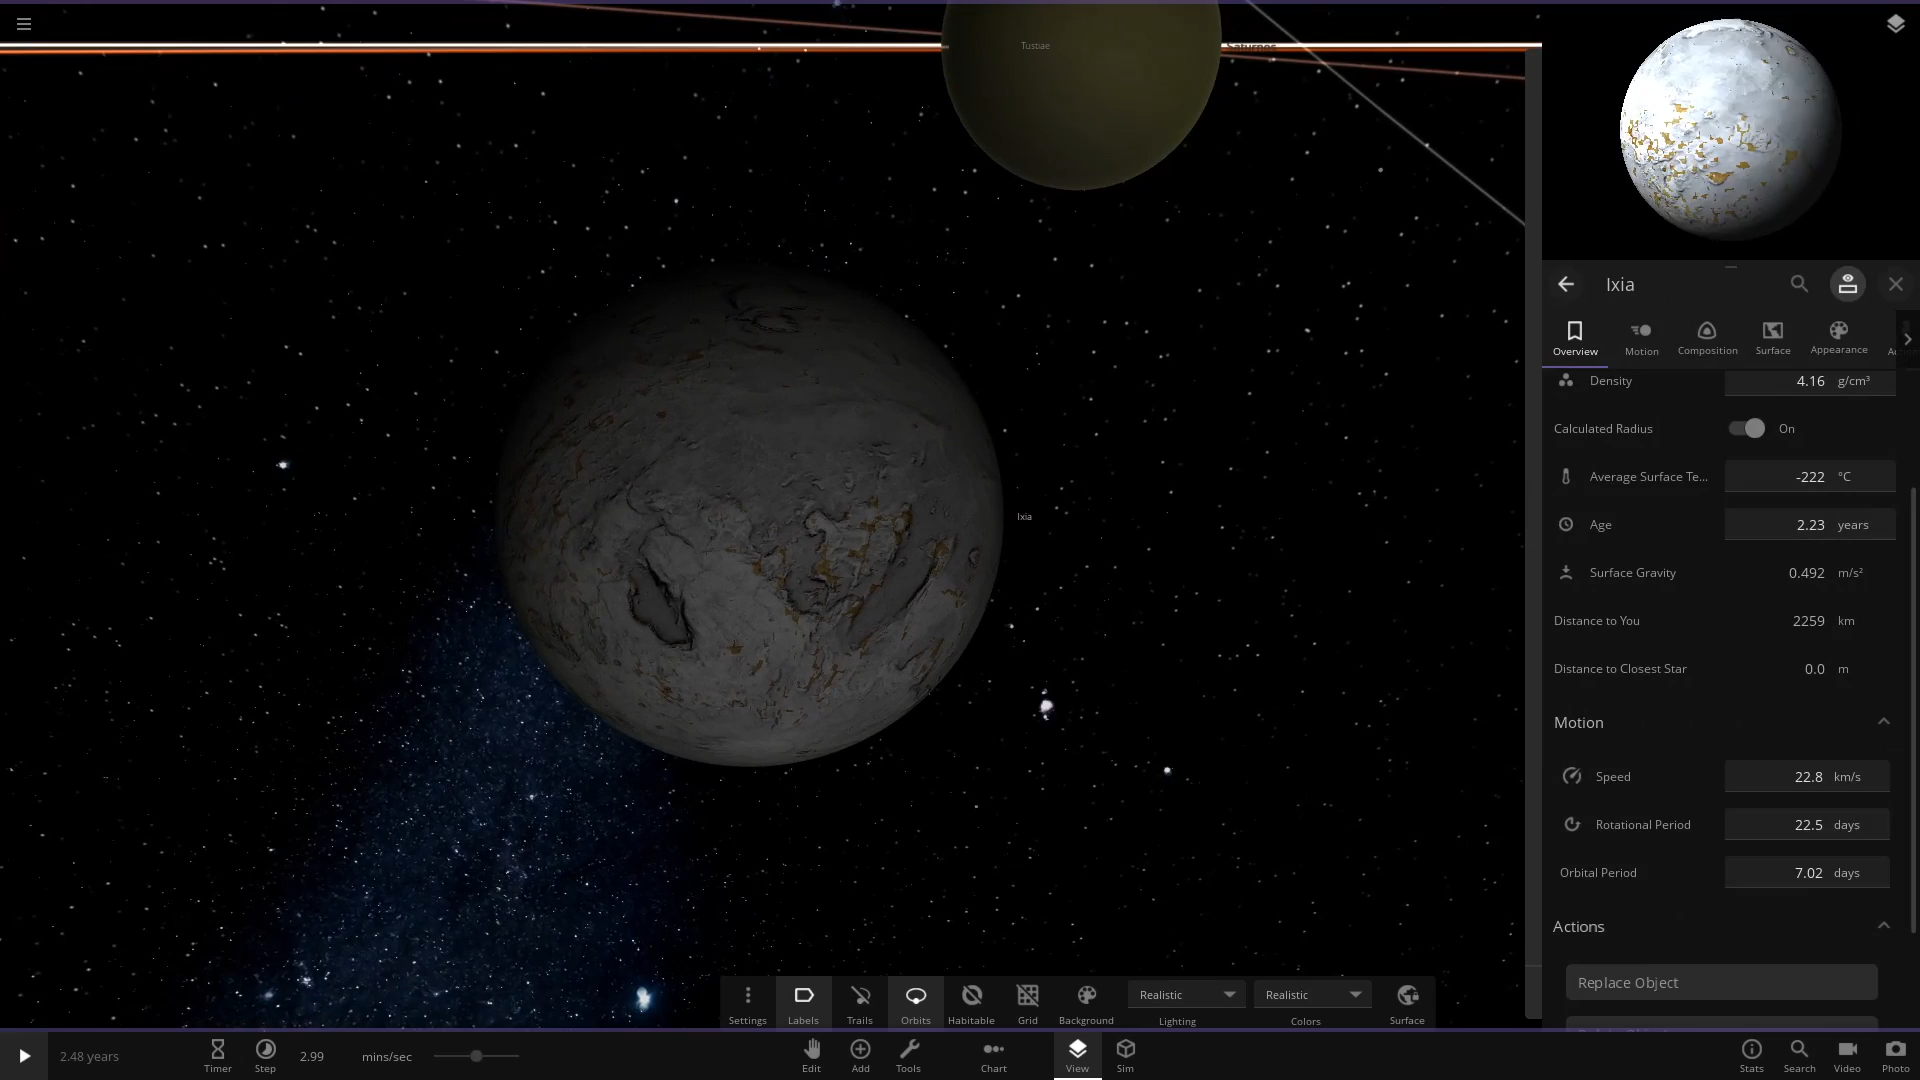 Tustiae
Saturnos
Ixia
Ixia
Overview
Motion
Composition
Surface
Appearance
Density 4.16 g/cm³
Calculated Radius On
Average Surface Te... -222 °C
Age 2.23 years
Surface Gravity 0.492 m/s²
Distance to You 2259 km
Distance to Closest Star 0.0 m
Motion
Speed 22.8 km/s
Rotational Period 22.5 days
Orbital Period 7.02 days
Actions
Replace Object
Settings
Labels
Trails
Orbits
Habitable
Grid
Background
Realistic
Lighting
Realistic
Colors
Surface
2.48 years
Timer
Step
2.99 mins/sec
Edit
Add
Tools
Chart
View
Sim
Stats
Search
Video
Photo